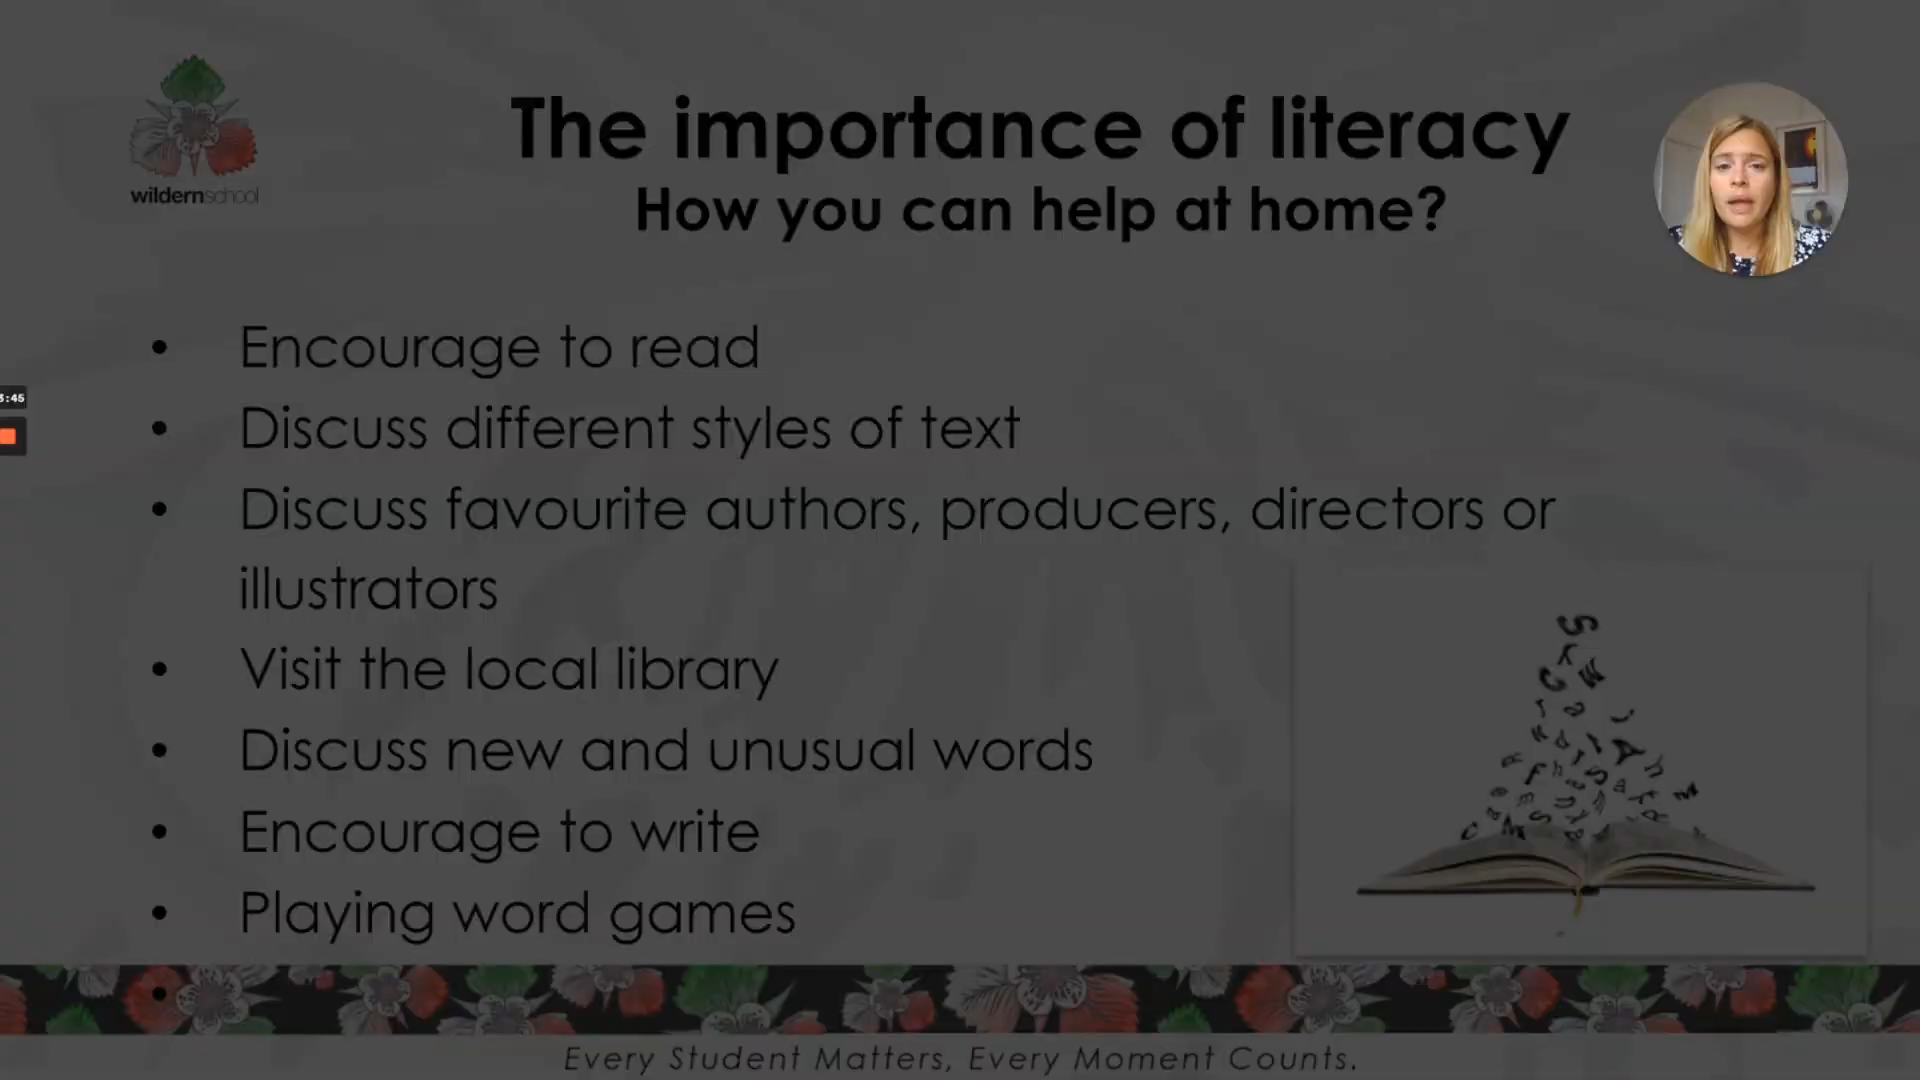 wildernschool
The importance of literacy
How you can help at home?
• Encourage to read
• Discuss different styles of text
• Discuss favourite authors, producers, directors or
illustrators
• Visit the local library
• Discuss new and unusual words
• Encourage to write
• Playing word games
•
Every Student Matters, Every Moment Counts.